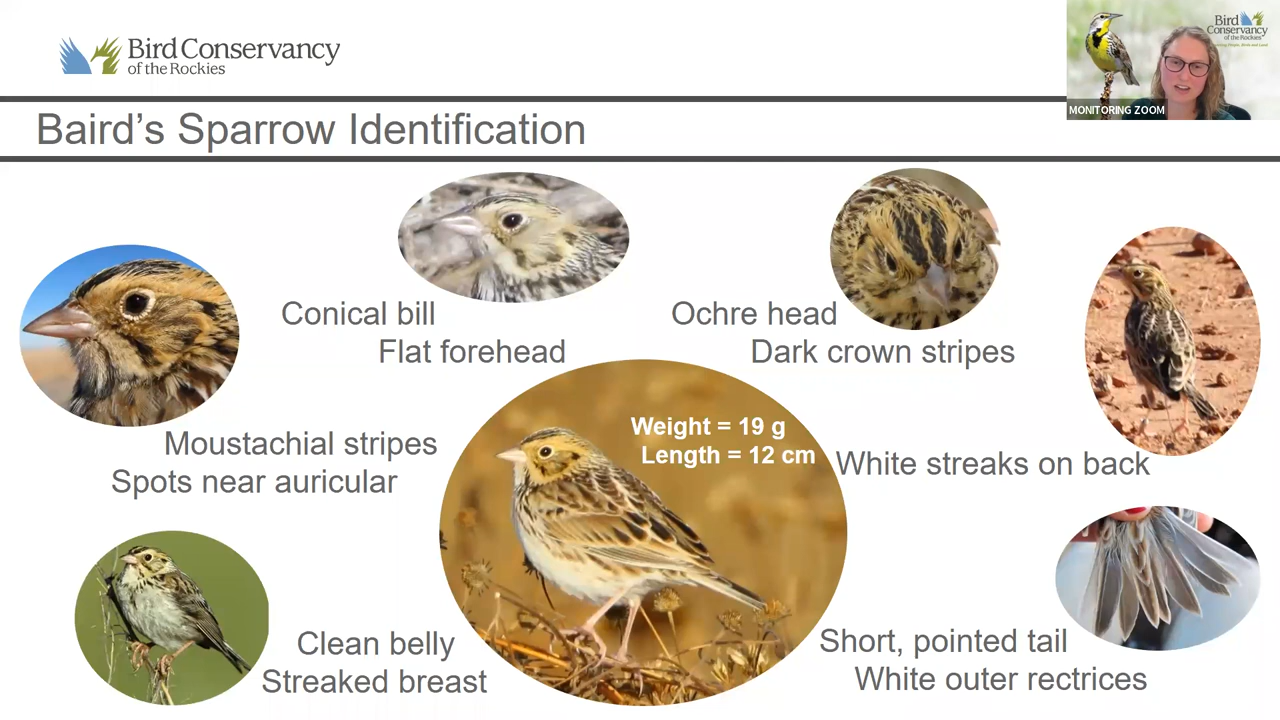 Bird Conservancy
of the Rockies
Bird Conservancy
of the Rockies
MONITORING ZOOM
Baird's Sparrow Identification
Conical bill
Flat forehead
Ochre head
Dark crown stripes
Weight = 19 g
Length = 12 cm
Moustachial stripes
Spots near auricular
White streaks on back
Clean belly
Streaked breast
Short, pointed tail
White outer rectrices